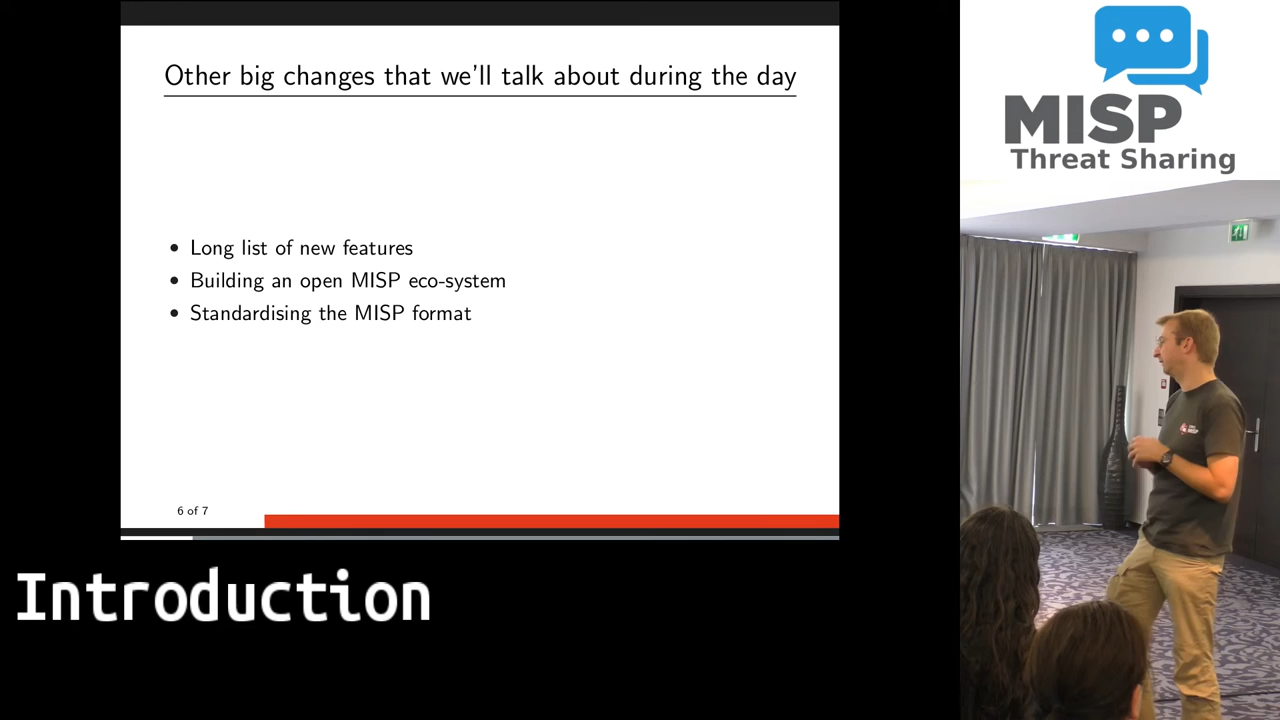 Other big changes that we'll talk about during the day
• Long list of new features
• Building an open MISP eco-system
• Standardising the MISP format
6 of 7
Introduction
MISP
Threat Sharing